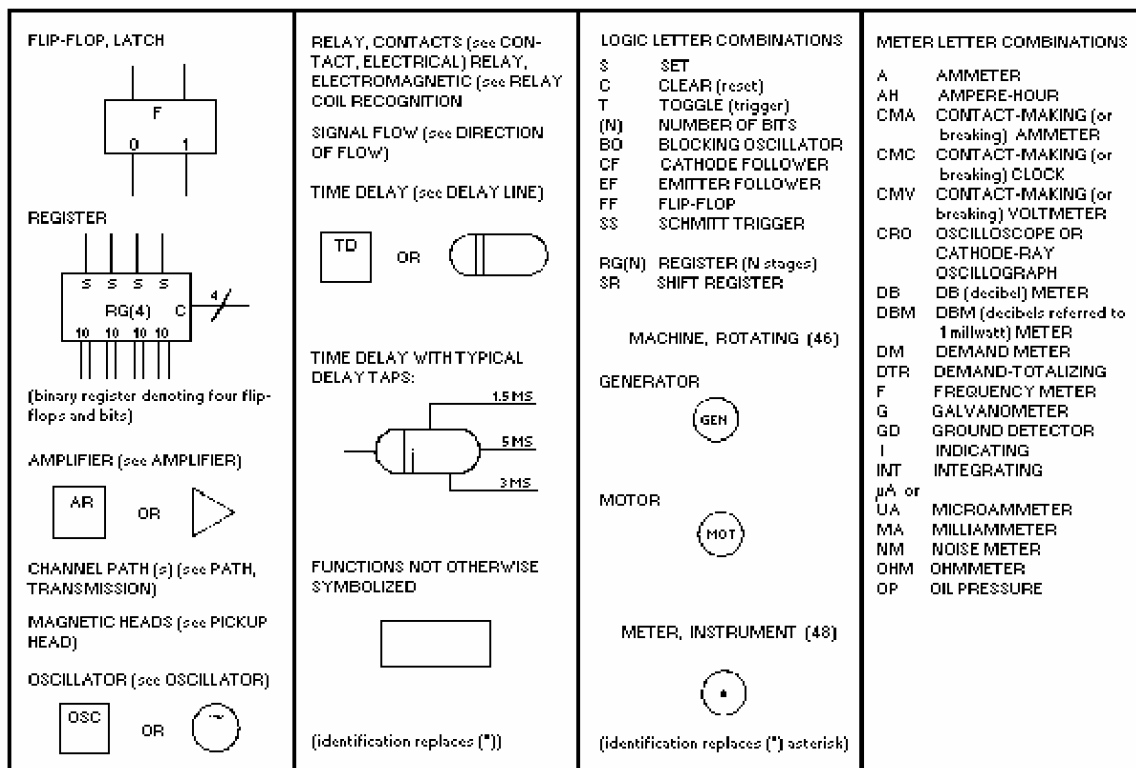 FLIP-FLOP, LATCH
F
0 1
REGISTER
S S S S
RG(4) C 4
10 10 10 10
(binary register denoting four flip-
flops and bits)
AMPLIFIER (see AMPLIFIER)
AR OR
CHANNEL PATH (s) (see PATH,
TRANSMISSION)
MAGNETIC HEADS (see PICKUP
HEAD)
OSCILLATOR (see OSCILLATOR)
OSC OR
RELAY, CONTACTS (see CON-
TACT, ELECTRICAL) RELAY,
ELECTROMAGNETIC (see RELAY
COIL RECOGNITION
SIGNAL FLOW (see DIRECTION
OF FLOW)
TIME DELAY (see DELAY LINE)
TD OR
TIME DELAY WITH TYPICAL
DELAY TAPS:
1.5 MS
5 MS
3 MS
FUNCTIONS NOT OTHERWISE
SYMBOLIZED
(identification replaces (*))
LOGIC LETTER COMBINATIONS
S SET
C CLEAR (reset)
T TOGGLE (trigger)
(N) NUMBER OF BITS
BO BLOCKING OSCILLATOR
CF CATHODE FOLLOWER
EF EMITTER FOLLOWER
FF FLIP-FLOP
SS SCHMITT TRIGGER
RG(N) REGISTER (N stages)
SR SHIFT REGISTER
MACHINE, ROTATING (46)
GENERATOR
GEN
MOTOR
MOT
METER, INSTRUMENT (48)
*
(identification replaces (*) asterisk)
METER LETTER COMBINATIONS
A AMMETER
AH AMPERE-HOUR
CMA CONTACT-MAKING (or
breaking) AMMETER
CMC CONTACT-MAKING (or
breaking) CLOCK
CMV CONTACT-MAKING (or
breaking) VOLTMETER
CRO OSCILLOSCOPE OR
CATHODE-RAY
OSCILLOGRAPH
DB DB (decibel) METER
DBM DBM (decibels referred to
1 millwatt) METER
DM DEMAND METER
DTR DEMAND-TOTALIZING
F FREQUENCY METER
G GALVANOMETER
GD GROUND DETECTOR
I INDICATING
INT INTEGRATING
µA or
UA MICROAMMETER
MA MILLIAMMETER
NM NOISE METER
OHM OHMMETER
OP OIL PRESSURE